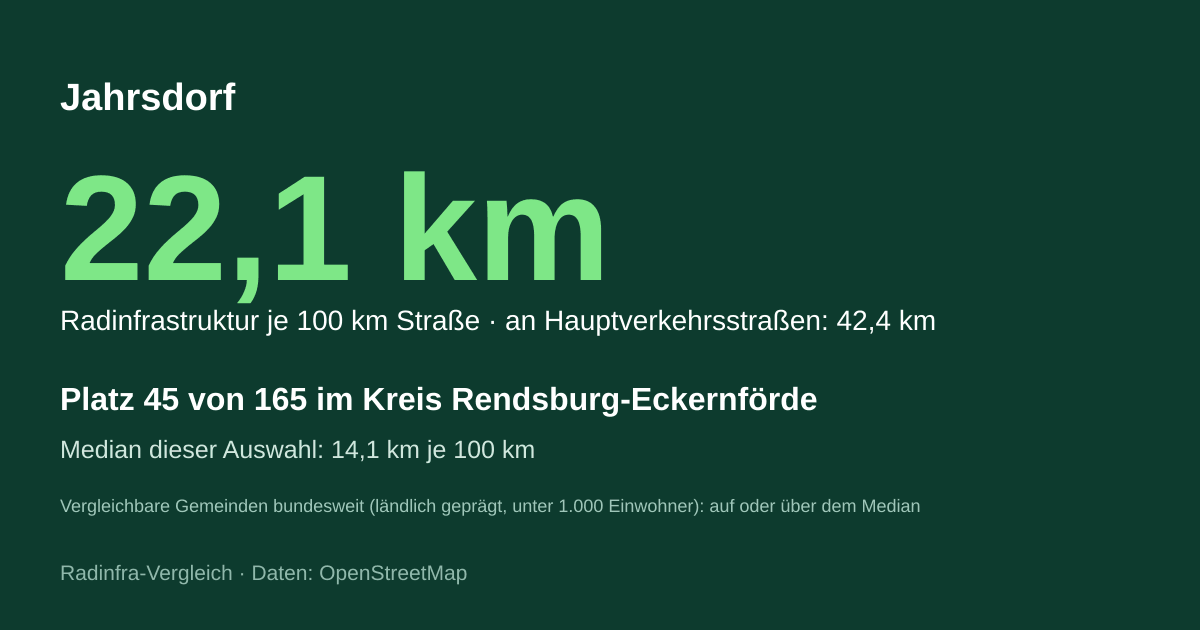 Jahrsdorf
22,1 km
Radinfrastruktur je 100 km Straße · an Hauptverkehrsstraßen: 42,4 km
Platz 45 von 165 im Kreis Rendsburg-Eckernförde
Median dieser Auswahl: 14,1 km je 100 km
Vergleichbare Gemeinden bundesweit (ländlich geprägt, unter 1.000 Einwohner): auf oder über dem Median
Radinfra-Vergleich · Daten: OpenStreetMap